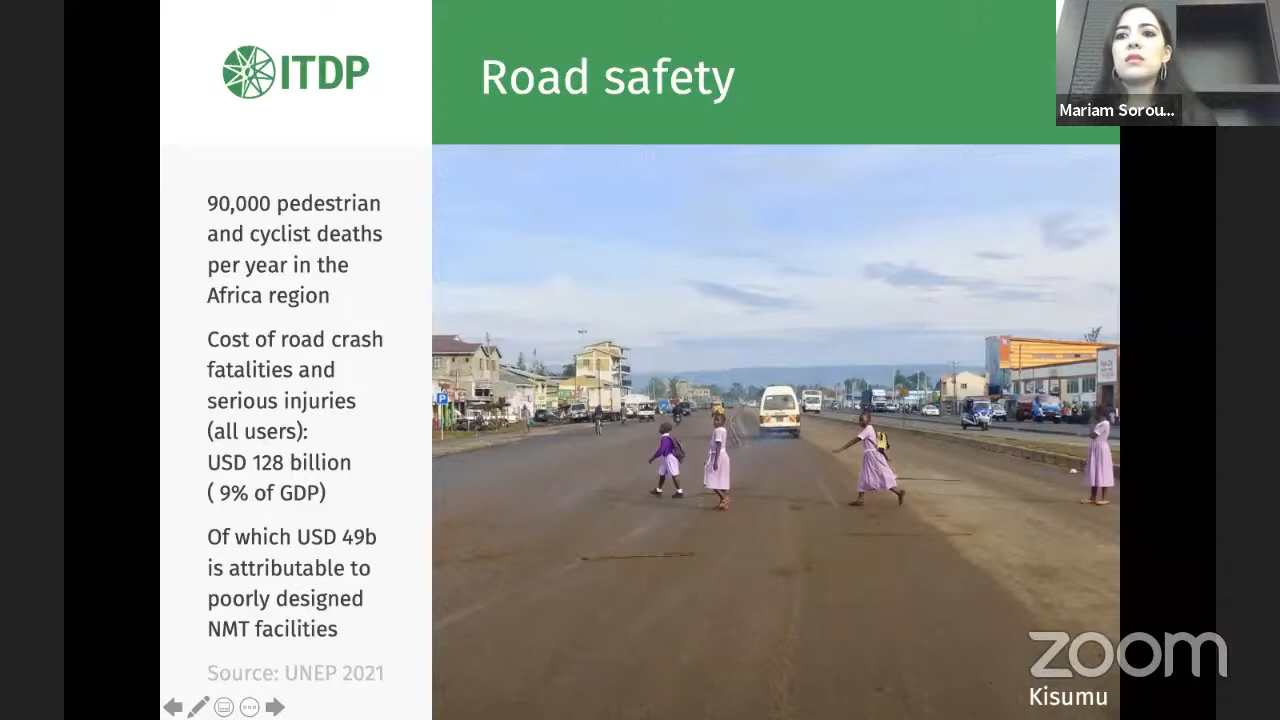 ITDP
Road safety
Mariam Sorou...
90,000 pedestrian
and cyclist deaths
per year in the
Africa region
Cost of road crash
fatalities and
serious injuries
(all users):
USD 128 billion
( 9% of GDP)
Of which USD 49b
is attributable to
poorly designed
NMT facilities
Source: UNEP 2021
P
zoom
Kisumu